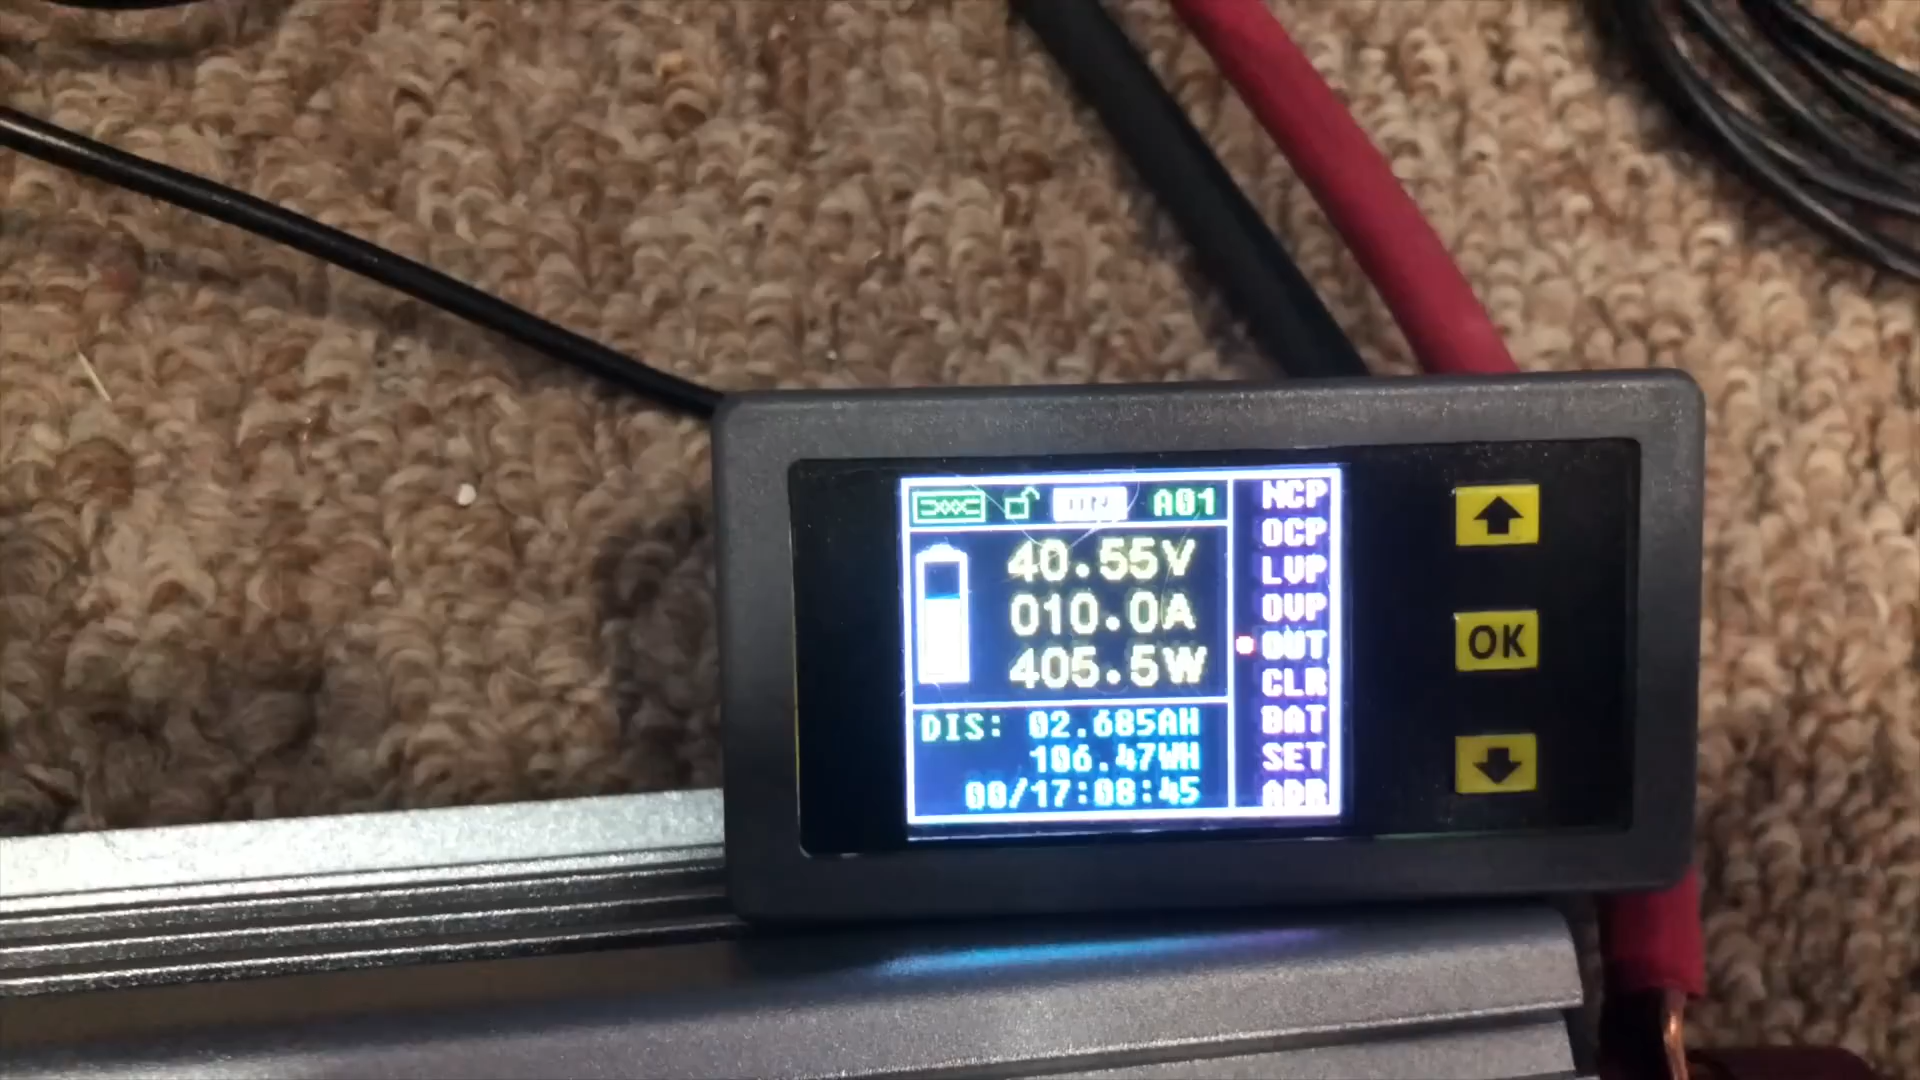 A01
40.55V
010.0A
405.5W
DIS: 02.685AH
106.47WH
00/17:08:45
NCP
OCP
LVP
OVP
OUT
CLR
BAT
SET
ADR
OK